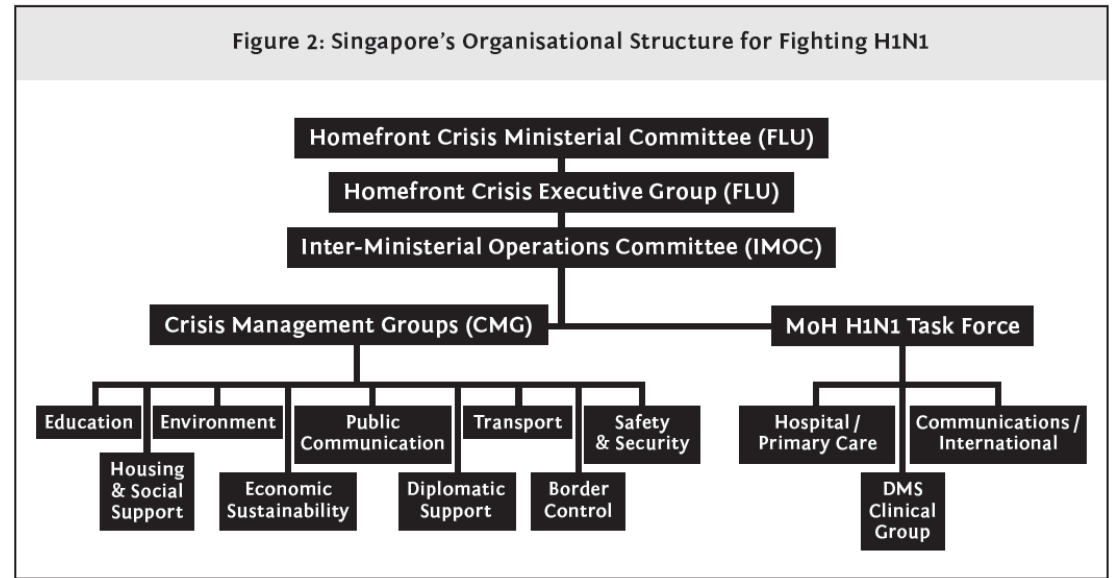 Figure 2: Singapore's Organisational Structure for Fighting H1N1
Homefront Crisis Ministerial Committee (FLU)
Homefront Crisis Executive Group (FLU)
Inter-Ministerial Operations Committee (IMOC)
Crisis Management Groups (CMG)
MoH H1N1 Task Force
Education
Housing
& Social
Support
Environment
Economic
Sustainability
Public
Communication
Diplomatic
Support
Transport
Border
Control
Safety
& Security
Hospital /
Primary Care
DMS
Clinical
Group
Communications /
International